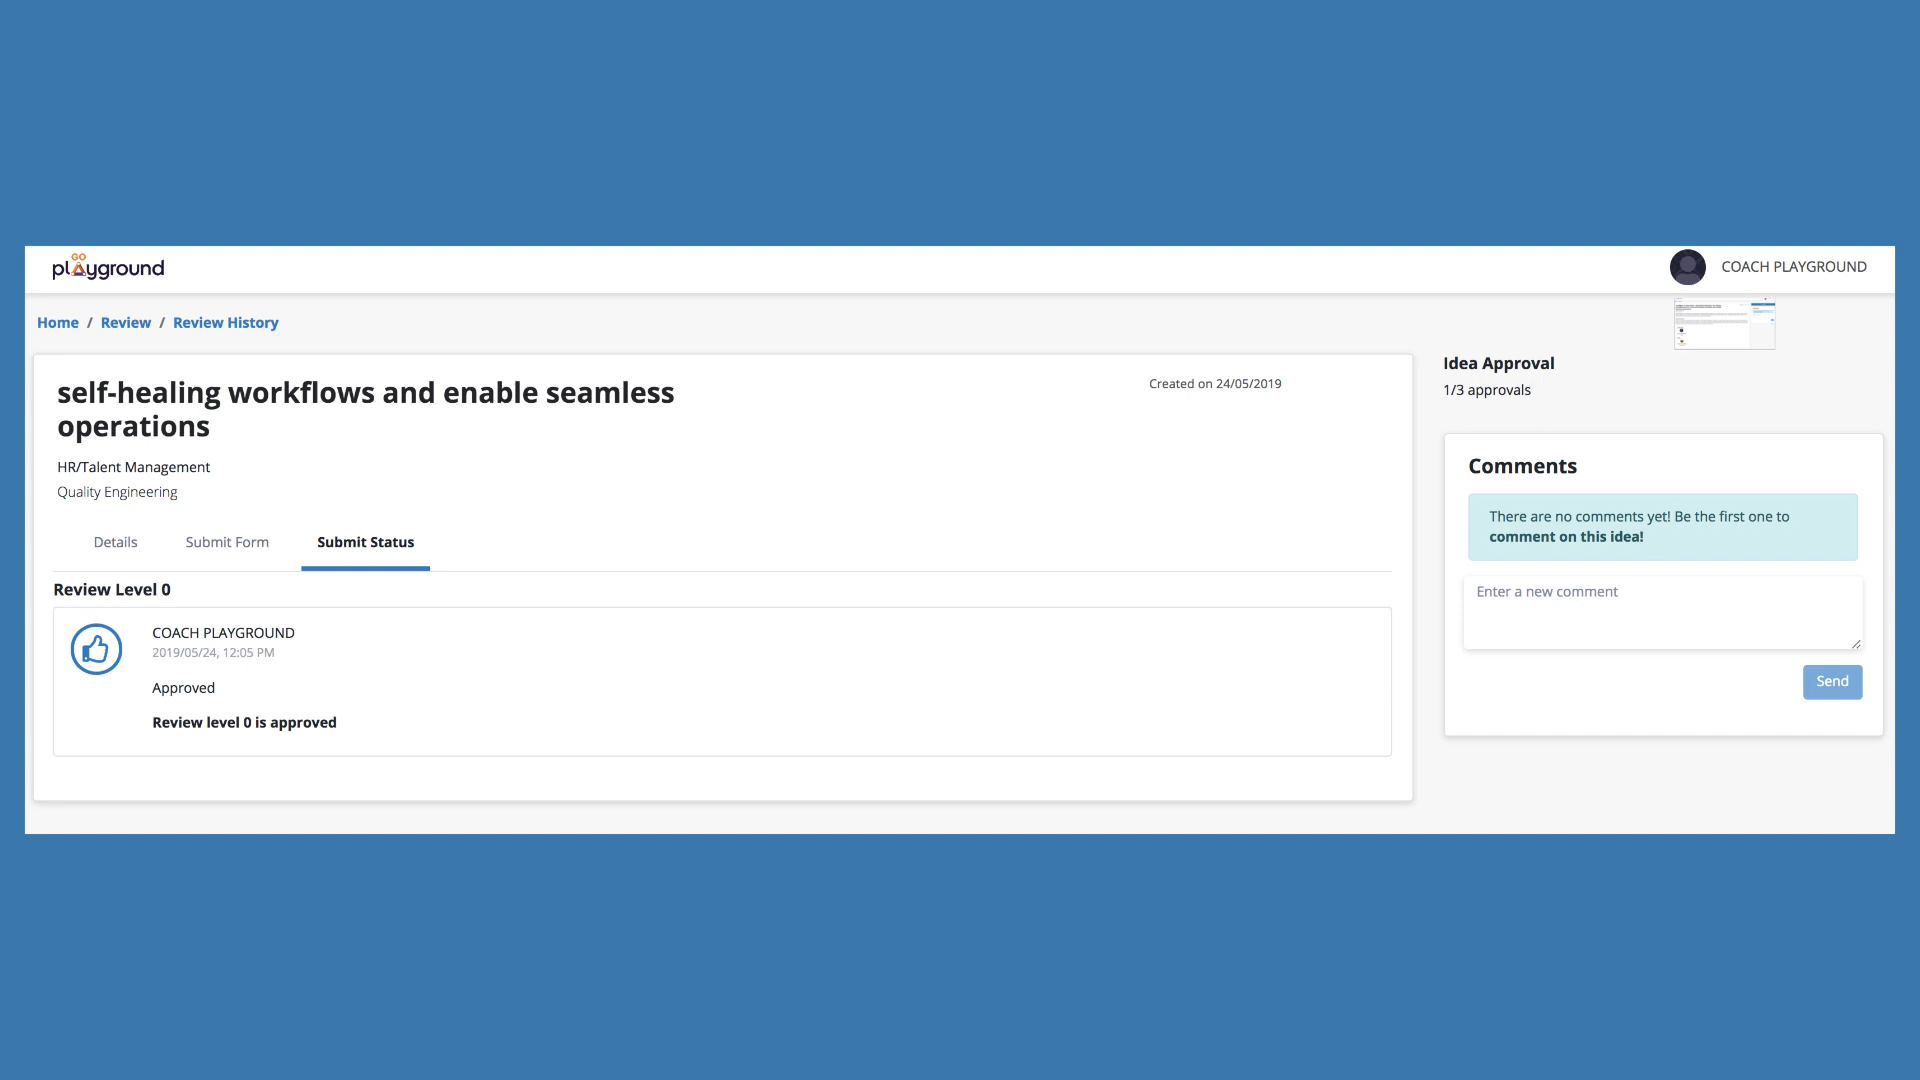 GO
playground
COACH PLAYGROUND
Home / Review / Review History
self-healing workflows and enable seamless
operations
Created on 24/05/2019
HR/Talent Management
Quality Engineering
Details Submit Form Submit Status
Review Level 0
COACH PLAYGROUND
2019/05/24, 12:05 PM
Approved
Review level 0 is approved
Idea Approval
1/3 approvals
Comments
There are no comments yet! Be the first one to
comment on this idea!
Enter a new comment
Send